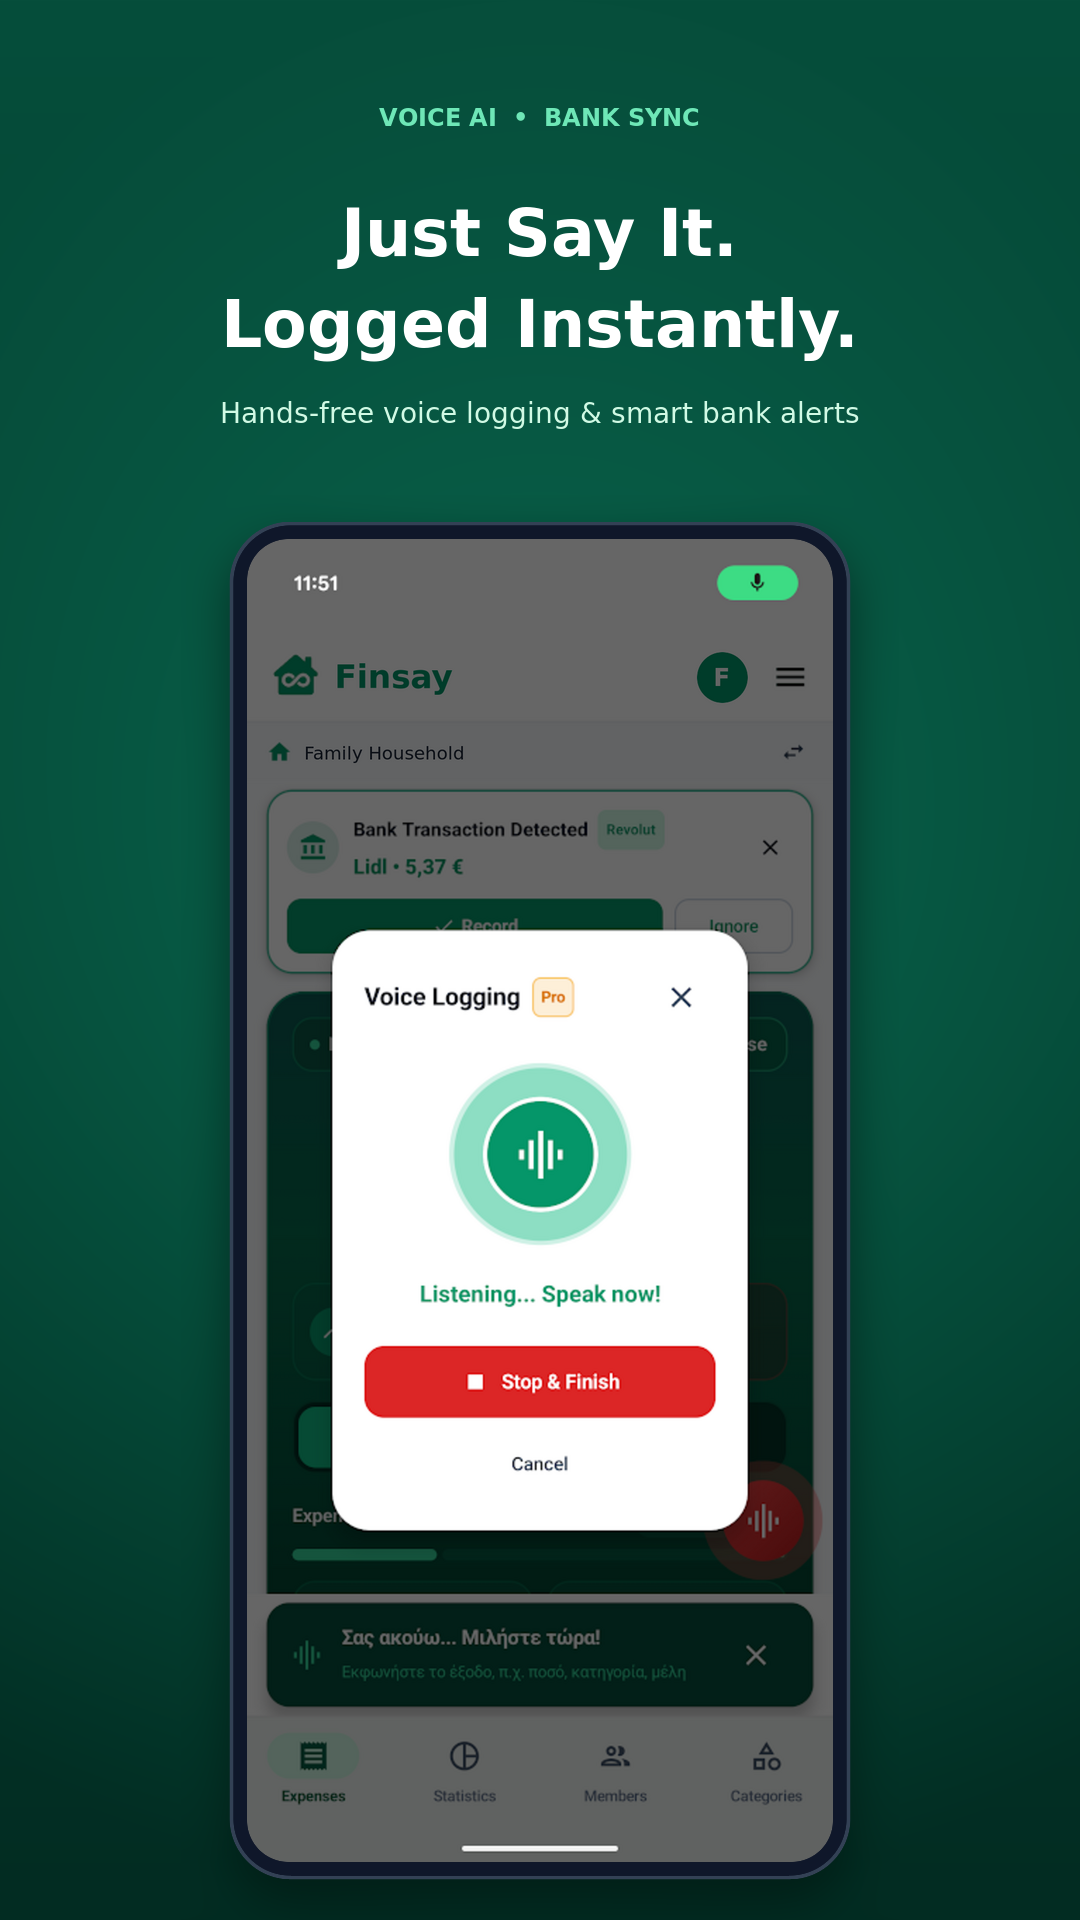 VOICE AI • BANK SYNC
Just Say It.
Logged Instantly.
Hands-free voice logging & smart bank alerts
11:51
Finsay
F
Family Household
Bank Transaction Detected Revolut
Lidl • 5,37 €
Record
Ignore
Voice Logging Pro
Listening... Speak now!
Stop & Finish
Cancel
Σας ακούω... Μιλήστε τώρα!
Εκφωνήστε το έξοδο, π.χ. ποσό, κατηγορία, μέλη
Expenses
Statistics
Members
Categories